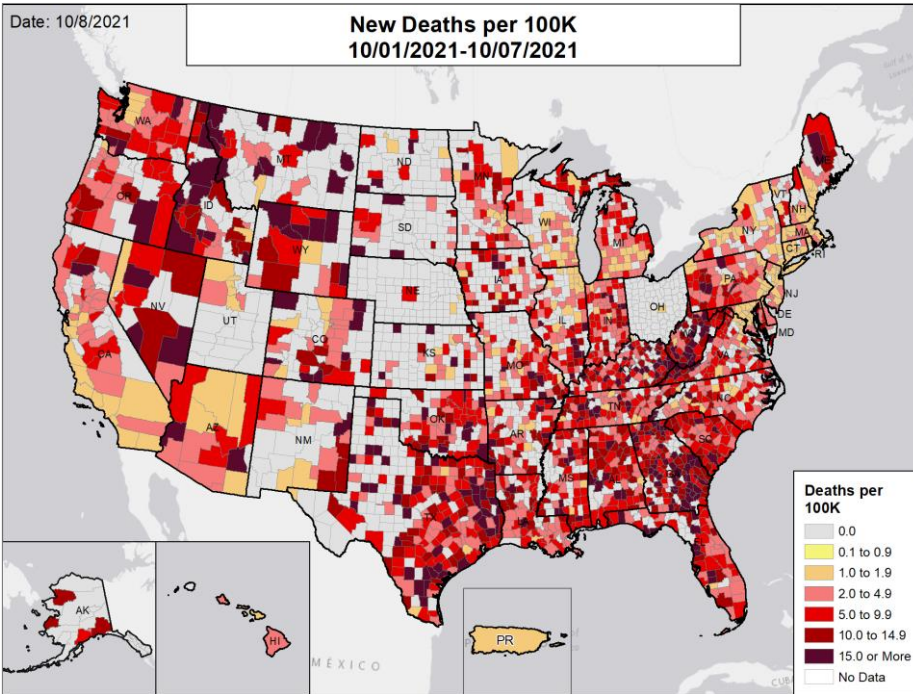 Date: 10/8/2021
New Deaths per 100K
10/01/2021-10/07/2021
WA
MT
ND
MN
ME
OR
ID
SD
WI
VT
NH
WY
MI
NY
MA
CT
RI
IA
NE
PA
NV
UT
IL
IN
OH
NJ
CO
DE
CA
KS
MO
VA
MD
AZ
NM
OK
AR
TN
NC
SC
MS
AL
AK
HI
PR
MÉXICO
CUBA
Deaths per
100K
0.0
0.1 to 0.9
1.0 to 1.9
2.0 to 4.9
5.0 to 9.9
10.0 to 14.9
15.0 or More
No Data